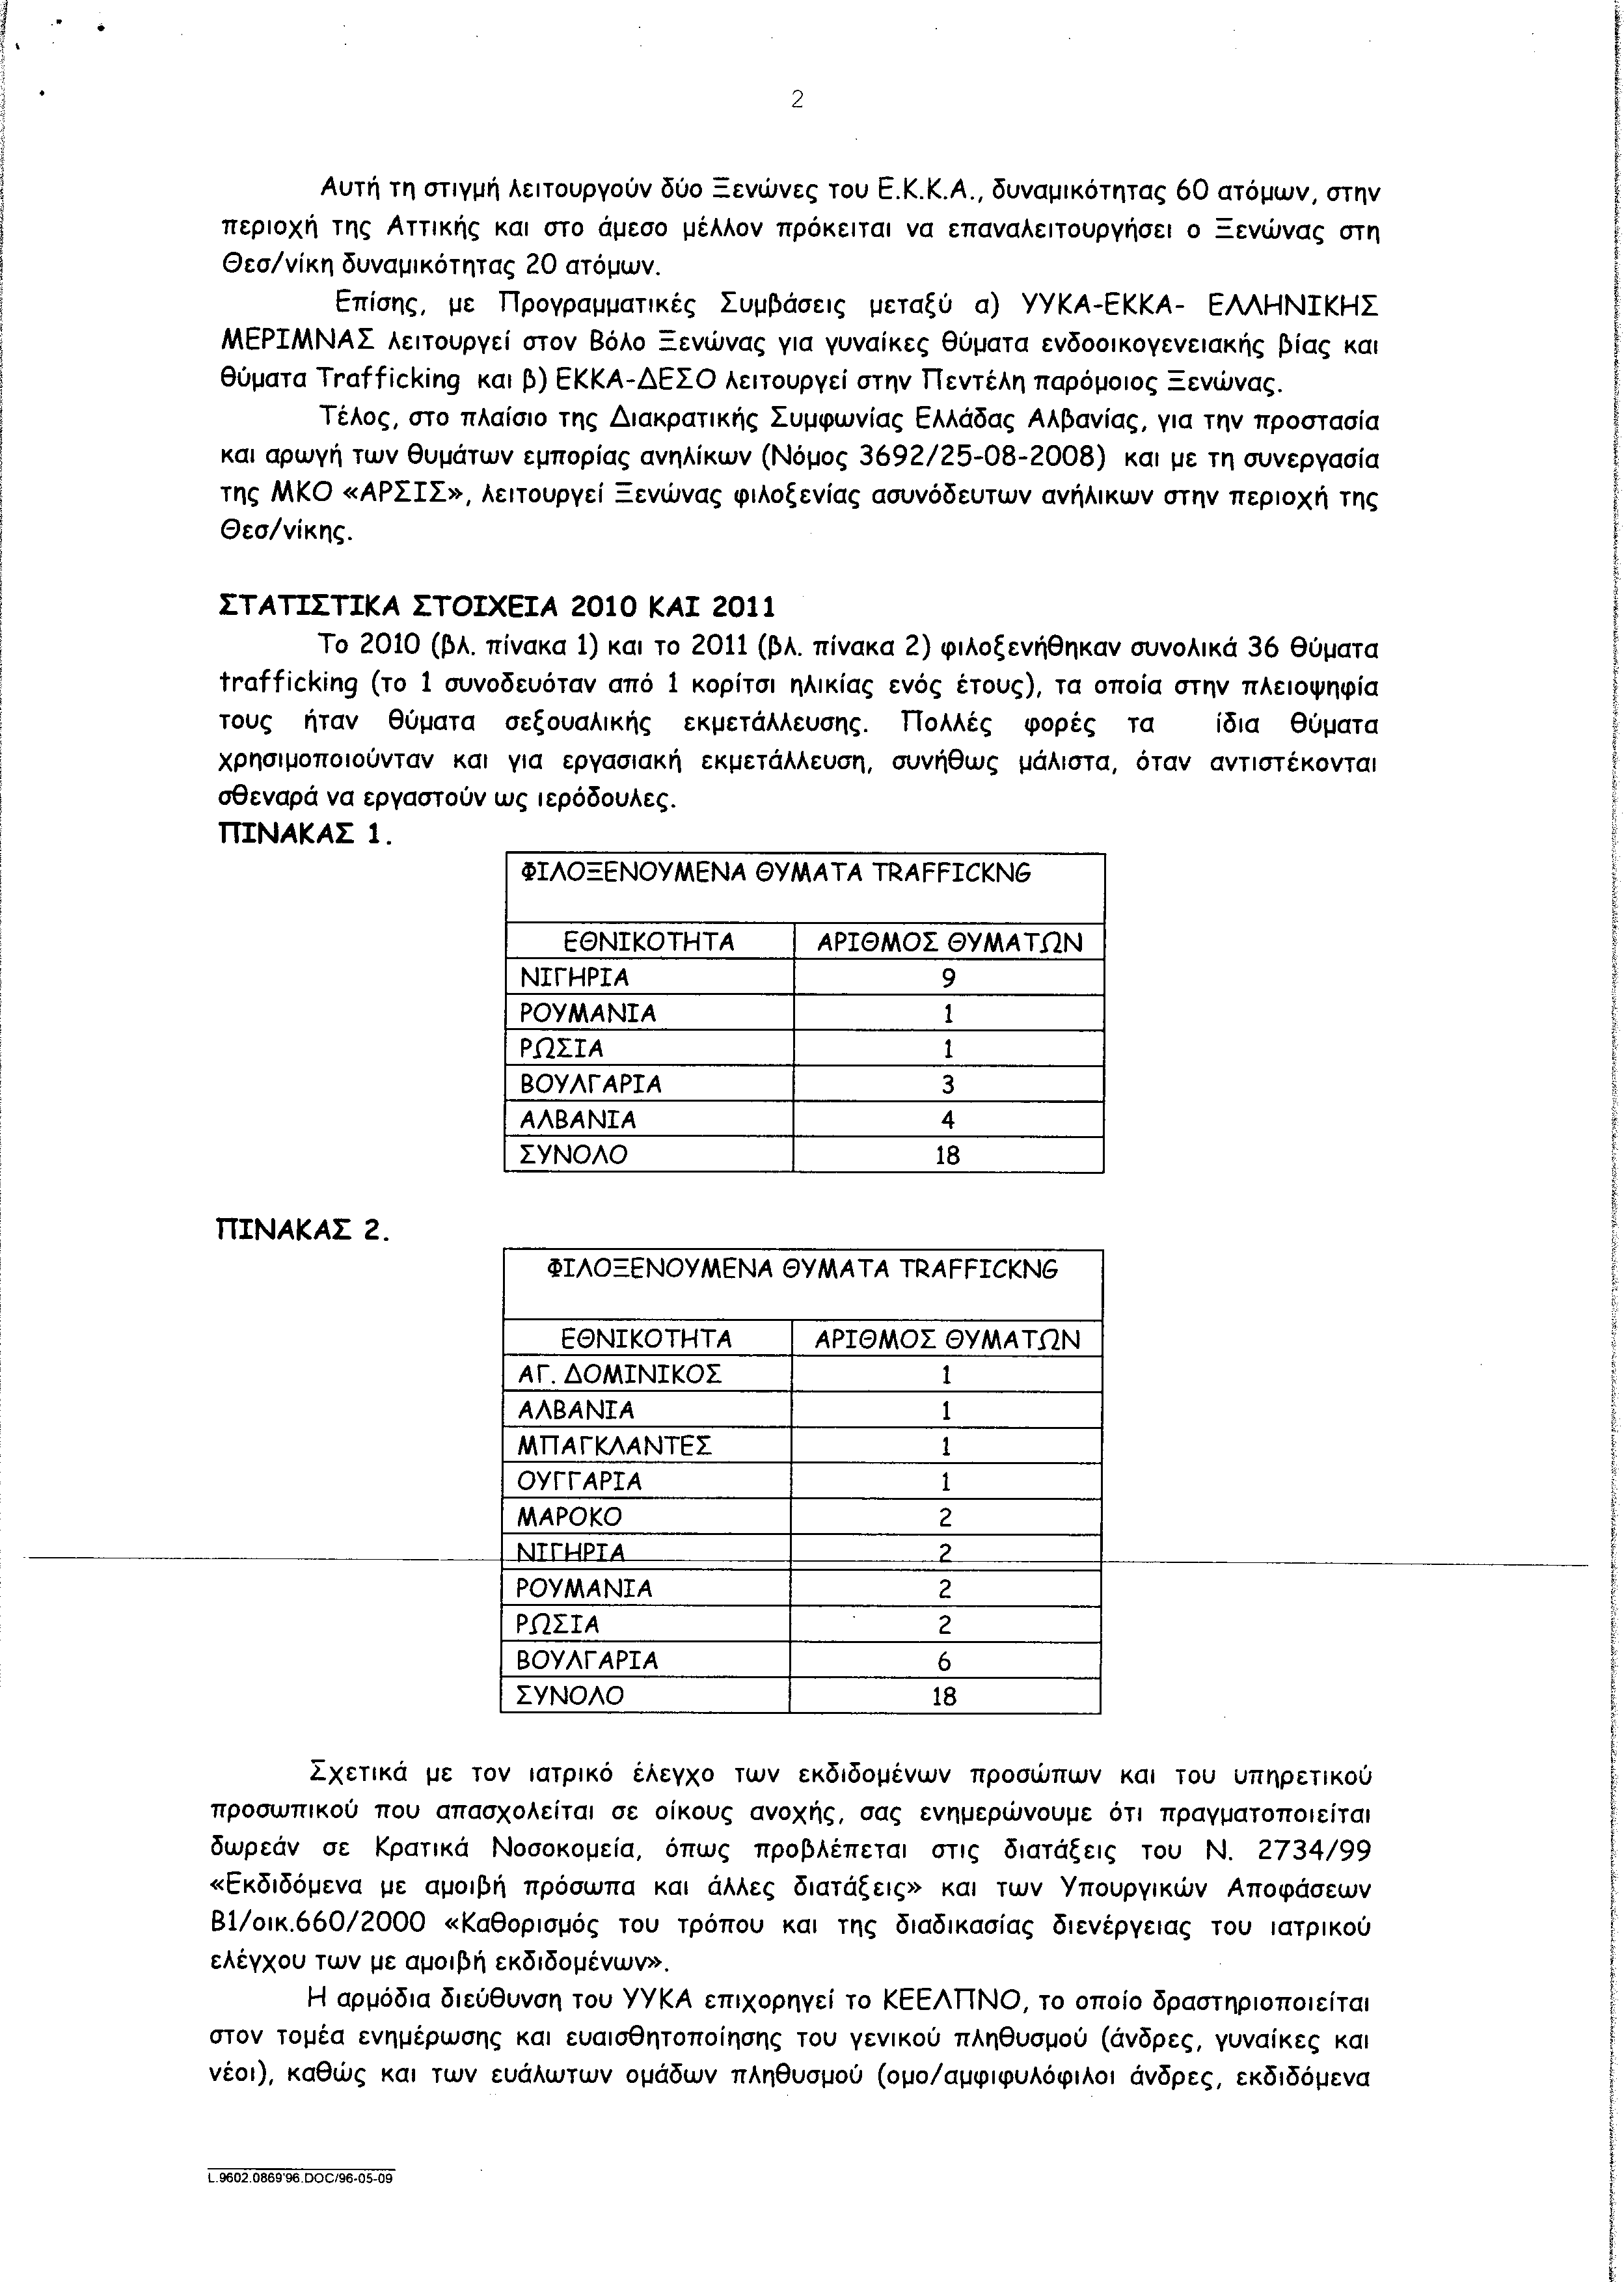 2
Αυτή τη στιγμή λειτουργούν δύο Ξενώνες του Ε.Κ.Κ.Α., δυναμικότητας 60 ατόμων, στην
περιοχή της Αττικής και στο άμεσο μέλλον πρόκειται να επαναλειτουργήσει ο Ξενώνας στη
Θεσ/νίκη δυναμικότητας 20 ατόμων.
Επίσης, με Προγραμματικές Συμβάσεις μεταξύ α) ΥΥΚΑ-ΕΚΚΑ- ΕΛΛΗΝΙΚΗΣ
ΜΕΡΙΜΝΑΣ λειτουργεί στον Βόλο Ξενώνας για γυναίκες θύματα ενδοοικογενειακής βίας και
θύματα Trafficking και β) ΕΚΚΑ-ΔΕΣΟ λειτουργεί στην Πεντέλη παρόμοιος Ξενώνας.
Τέλος, στο πλαίσιο της Διακρατικής Συμφωνίας Ελλάδας Αλβανίας, για την προστασία
και αρωγή των θυμάτων εμπορίας ανηλίκων (Νόμος 3692/25-08-2008) και με τη συνεργασία
της ΜΚΟ «ΑΡΣΙΣ», λειτουργεί Ξενώνας φιλοξενίας ασυνόδευτων ανήλικων στην περιοχή της
Θεσ/νίκης.
ΣΤΑΤΙΣΤΙΚΑ ΣΤΟΙΧΕΙΑ 2010 ΚΑΙ 2011
Το 2010 (βλ. πίνακα 1) και το 2011 (βλ. πίνακα 2) φιλοξενήθηκαν συνολικά 36 θύματα
trafficking (το 1 συνοδευόταν από 1 κορίτσι ηλικίας ενός έτους), τα οποία στην πλειοψηφία
τους ήταν θύματα σεξουαλικής εκμετάλλευσης. Πολλές φορές τα ίδια θύματα
χρησιμοποιούνταν και για εργασιακή εκμετάλλευση, συνήθως μάλιστα, όταν αντιστέκονται
σθεναρά να εργαστούν ως ιερόδουλες.
ΠΙΝΑΚΑΣ 1.
ΦΙΛΟΞΕΝΟΥΜΕΝΑ ΘΥΜΑΤΑ TRAFFICKNG
ΕΘΝΙΚΟΤΗΤΑ ΑΡΙΘΜΟΣ ΘΥΜΑΤΩΝ
ΝΙΓΗΡΙΑ 9
ΡΟΥΜΑΝΙΑ 1
ΡΩΣΙΑ 1
ΒΟΥΛΓΑΡΙΑ 3
ΑΛΒΑΝΙΑ 4
ΣΥΝΟΛΟ 18
ΠΙΝΑΚΑΣ 2.
ΦΙΛΟΞΕΝΟΥΜΕΝΑ ΘΥΜΑΤΑ TRAFFICKNG
ΕΘΝΙΚΟΤΗΤΑ ΑΡΙΘΜΟΣ ΘΥΜΑΤΩΝ
ΑΓ. ΔΟΜΙΝΙΚΟΣ 1
ΑΛΒΑΝΙΑ 1
ΜΠΑΓΚΛΑΝΤΕΣ 1
ΟΥΓΓΑΡΙΑ 1
ΜΑΡΟΚΟ 2
ΝΙΓΗΡΙΑ 2
ΡΟΥΜΑΝΙΑ 2
ΡΩΣΙΑ 2
ΒΟΥΛΓΑΡΙΑ 6
ΣΥΝΟΛΟ 18
Σχετικά με τον ιατρικό έλεγχο των εκδιδομένων προσώπων και του υπηρετικού
προσωπικού που απασχολείται σε οίκους ανοχής, σας ενημερώνουμε ότι πραγματοποιείται
δωρεάν σε Κρατικά Νοσοκομεία, όπως προβλέπεται στις διατάξεις του Ν. 2734/99
«Εκδιδόμενα με αμοιβή πρόσωπα και άλλες διατάξεις» και των Υπουργικών Αποφάσεων
Β1/οικ.660/2000 «Καθορισμός του τρόπου και της διαδικασίας διενέργειας του ιατρικού
ελέγχου των με αμοιβή εκδιδομένων».
Η αρμόδια διεύθυνση του ΥΥΚΑ επιχορηγεί το ΚΕΕΛΠΝΟ, το οποίο δραστηριοποιείται
στον τομέα ενημέρωσης και ευαισθητοποίησης του γενικού πληθυσμού (άνδρες, γυναίκες και
νέοι), καθώς και των ευάλωτων ομάδων πληθυσμού (ομο/αμφιφυλόφιλοι άνδρες, εκδιδόμενα
L.9602.0869'96.DOC/96-05-09